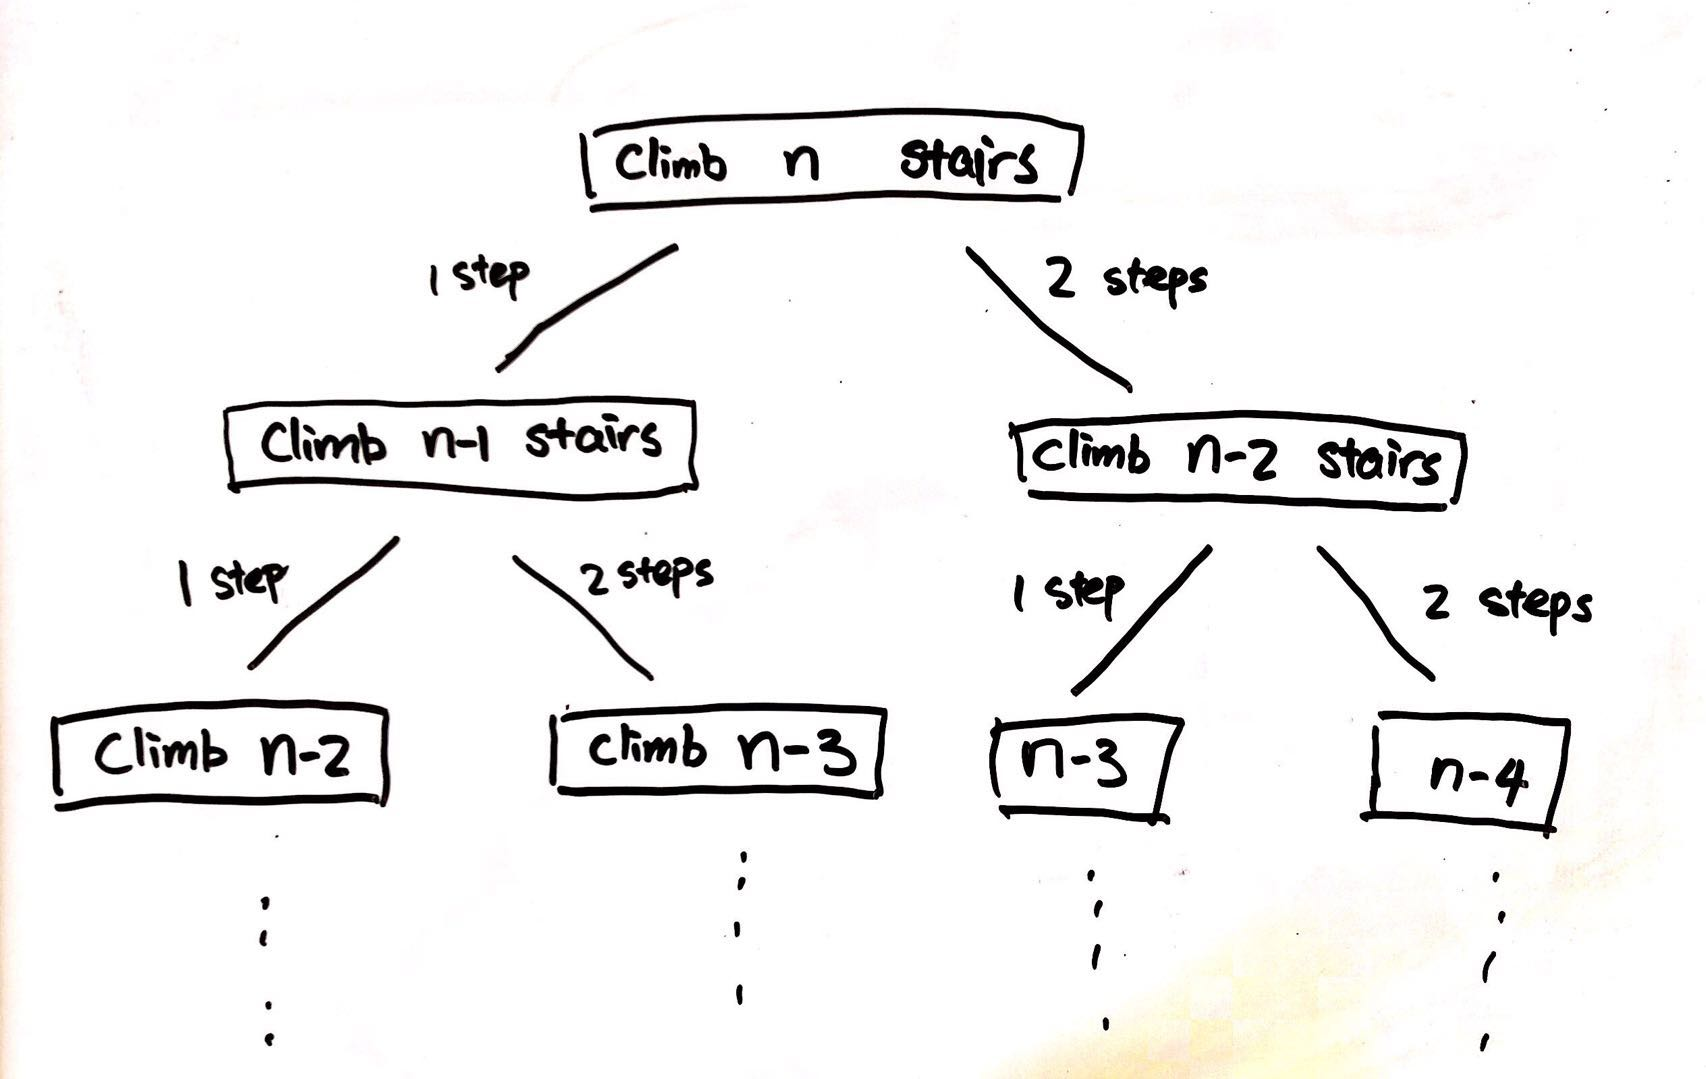 Climb n stairs
1 step
2 steps
Climb n-1 stairs
Climb n-2 stairs
1 step
2 steps
1 step
2 steps
Climb n-2
Climb n-3
n-3
n-4